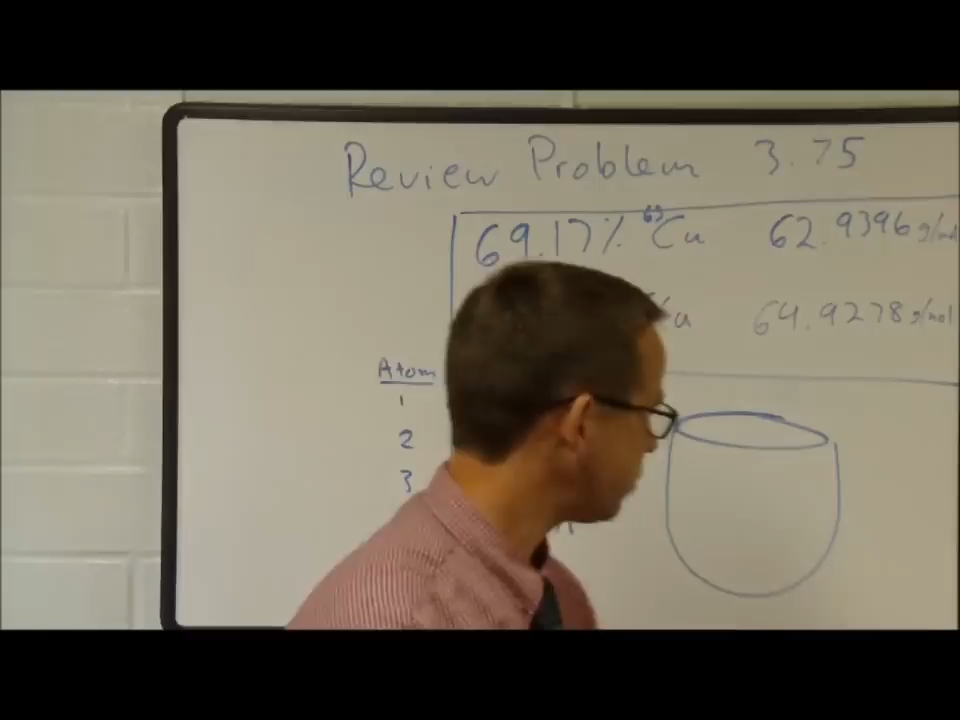 Review Problem 3.75
69.17% 63Cu 62.9396 g/mol
64.9278 g/mol
Atom
1
2
3